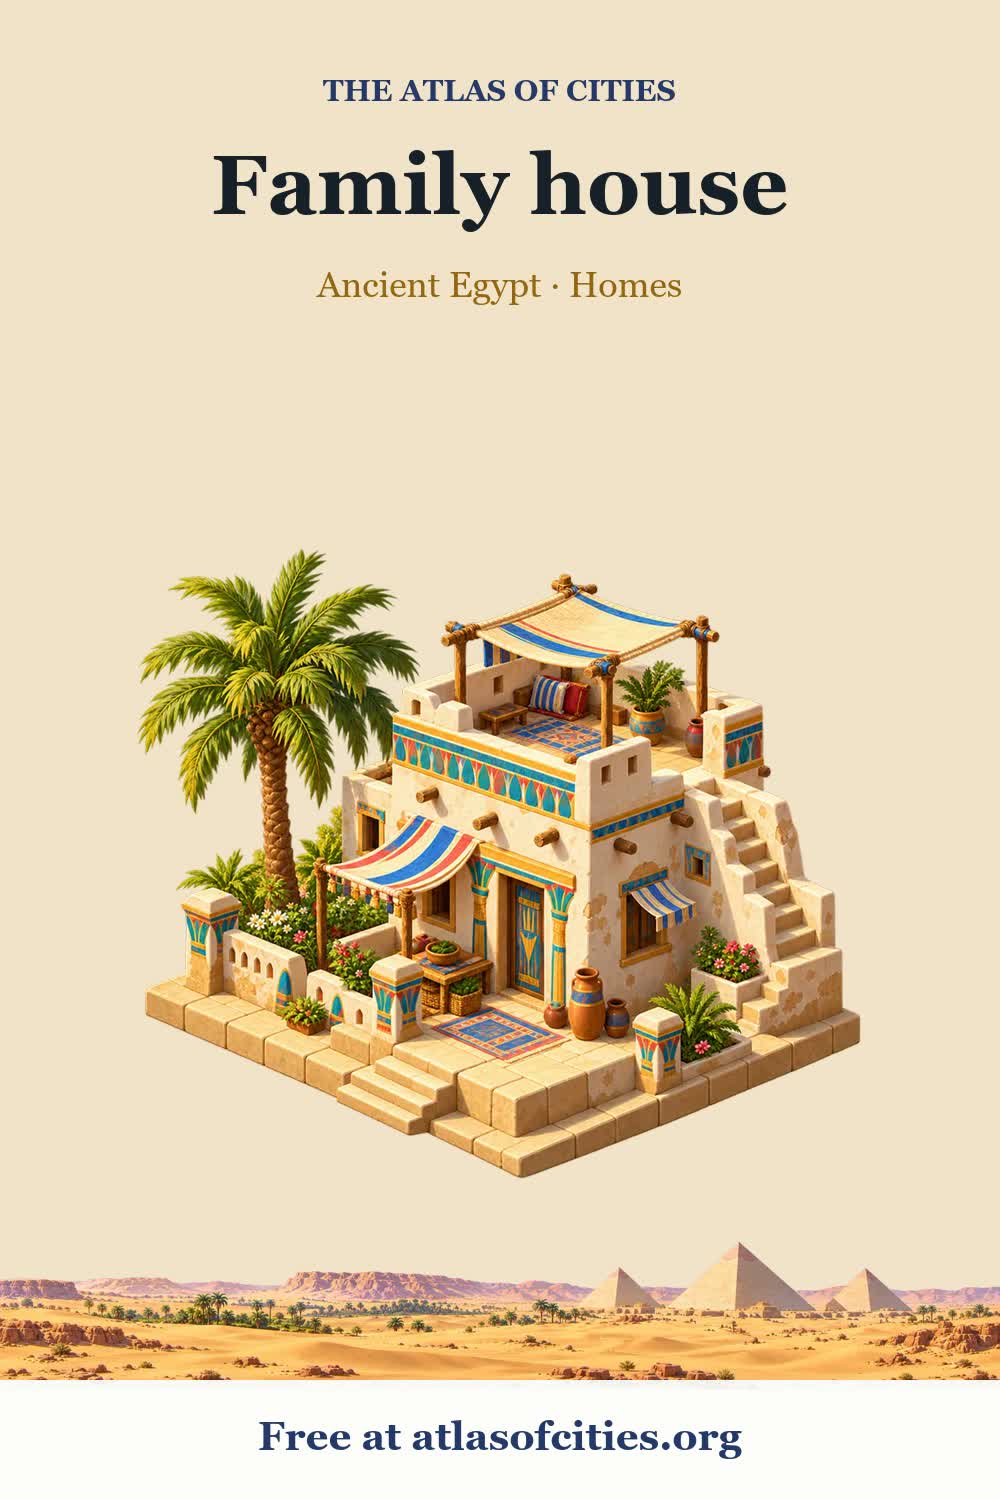 THE ATLAS OF CITIES
Family house
Ancient Egypt · Homes
Free at atlasofcities.org